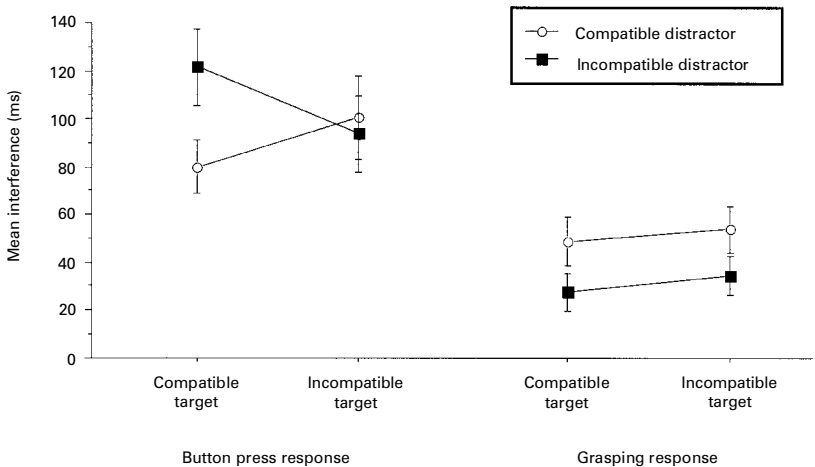 140
120
100
80
60
40
20
0
Mean interference (ms)
Compatible distractor
Incompatible distractor
Compatible
target
Incompatible
target
Compatible
target
Incompatible
target
Button press response
Grasping response